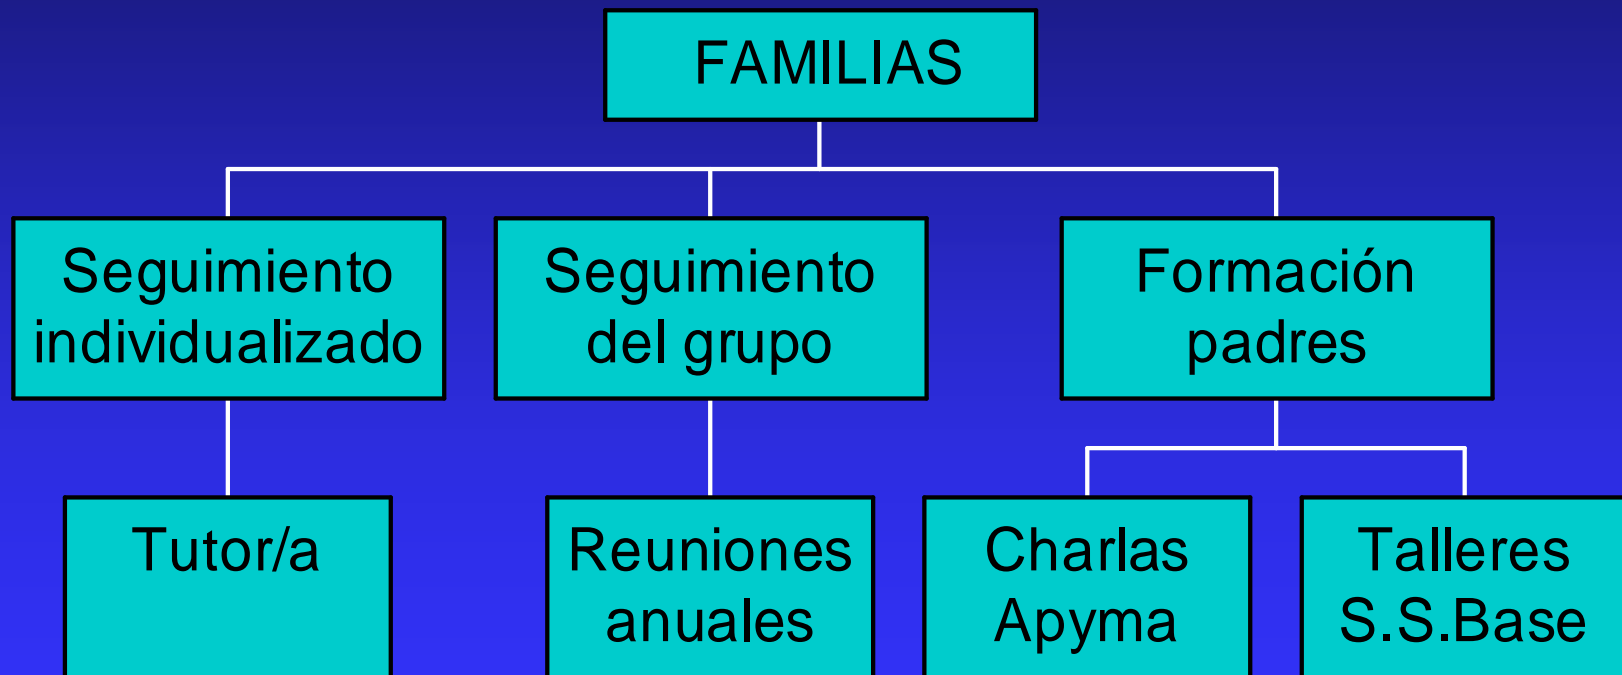 FAMILIAS
Seguimiento
individualizado
Seguimiento
del grupo
Formación
padres
Tutor/a
Reuniones
anuales
Charlas
Apyma
Talleres
S.S.Base